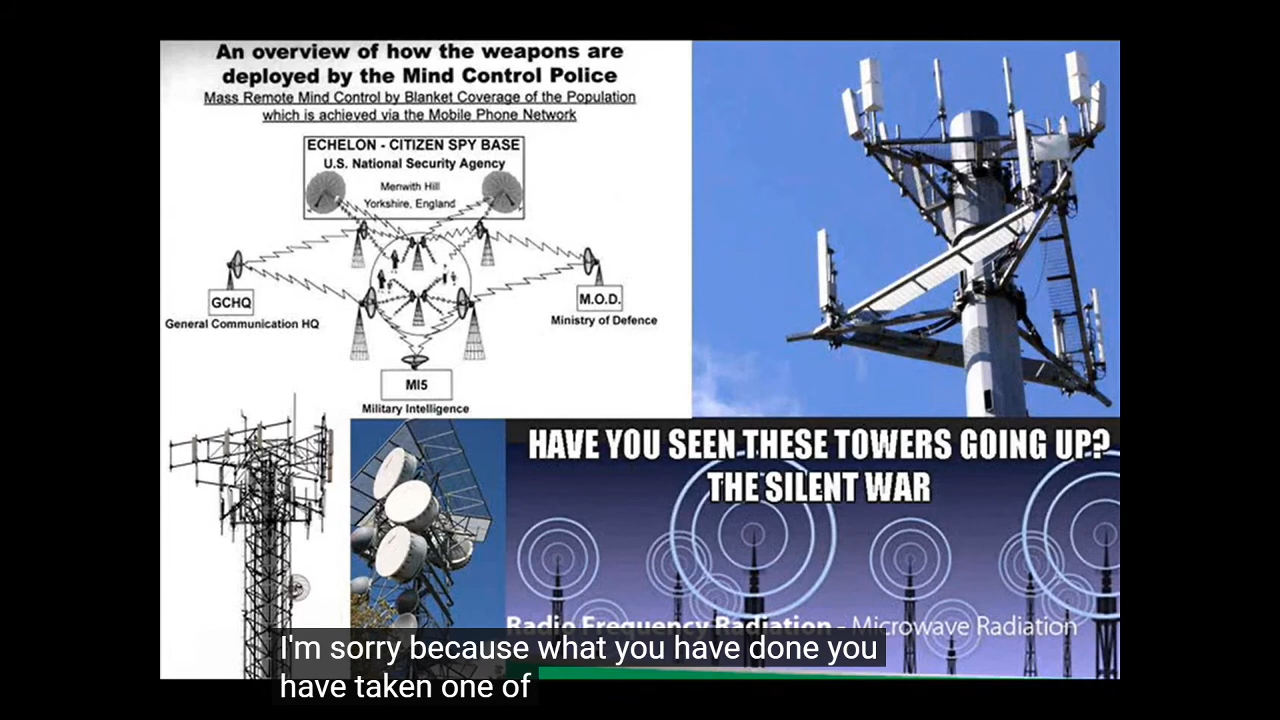 An overview of how the weapons are
deployed by the Mind Control Police
Mass Remote Mind Control by Blanket Coverage of the Population
which is achieved via the Mobile Phone Network
ECHELON - CITIZEN SPY BASE
U.S. National Security Agency
Menwith Hill
Yorkshire, England
GCHQ
General Communication HQ
M.O.D.
Ministry of Defence
MI5
Military Intelligence
HAVE YOU SEEN THESE TOWERS GOING UP?
THE SILENT WAR
Radio Frequency Radiation - Microwave Radiation
I'm sorry because what you have done you
have taken one of